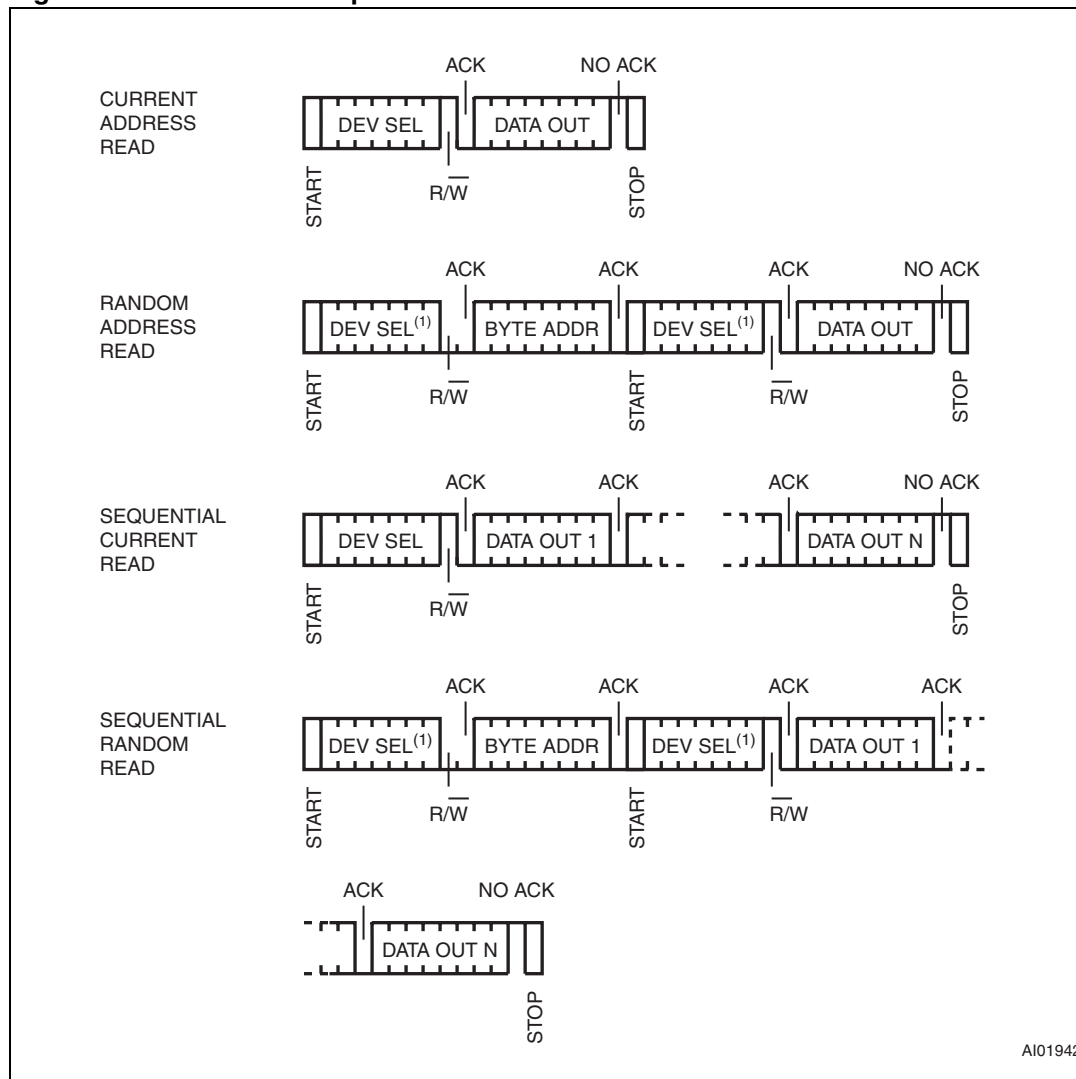 ACK NO ACK
CURRENT
ADDRESS
READ
DEV SEL DATA OUT
START R/W̅ STOP
ACK ACK ACK NO ACK
RANDOM
ADDRESS
READ
DEV SEL(1) BYTE ADDR DEV SEL(1) DATA OUT
START R/W̅ START R̅/W STOP
ACK ACK ACK NO ACK
SEQUENTIAL
CURRENT
READ
DEV SEL DATA OUT 1 DATA OUT N
START R/W̅ STOP
ACK ACK ACK ACK
SEQUENTIAL
RANDOM
READ
DEV SEL(1) BYTE ADDR DEV SEL(1) DATA OUT 1
START R/W̅ START R̅/W
ACK NO ACK
DATA OUT N
STOP
AI01942